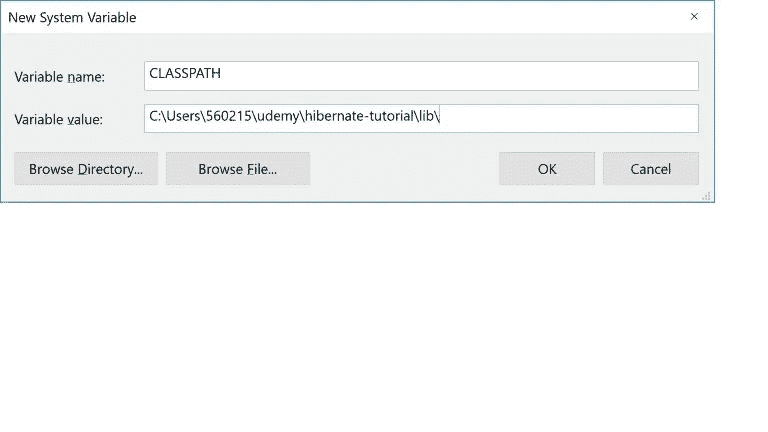 New System Variable
Variable name: CLASSPATH
Variable value: C:\Users\560215\udemy\hibernate-tutorial\lib\
Browse Directory... Browse File... OK Cancel